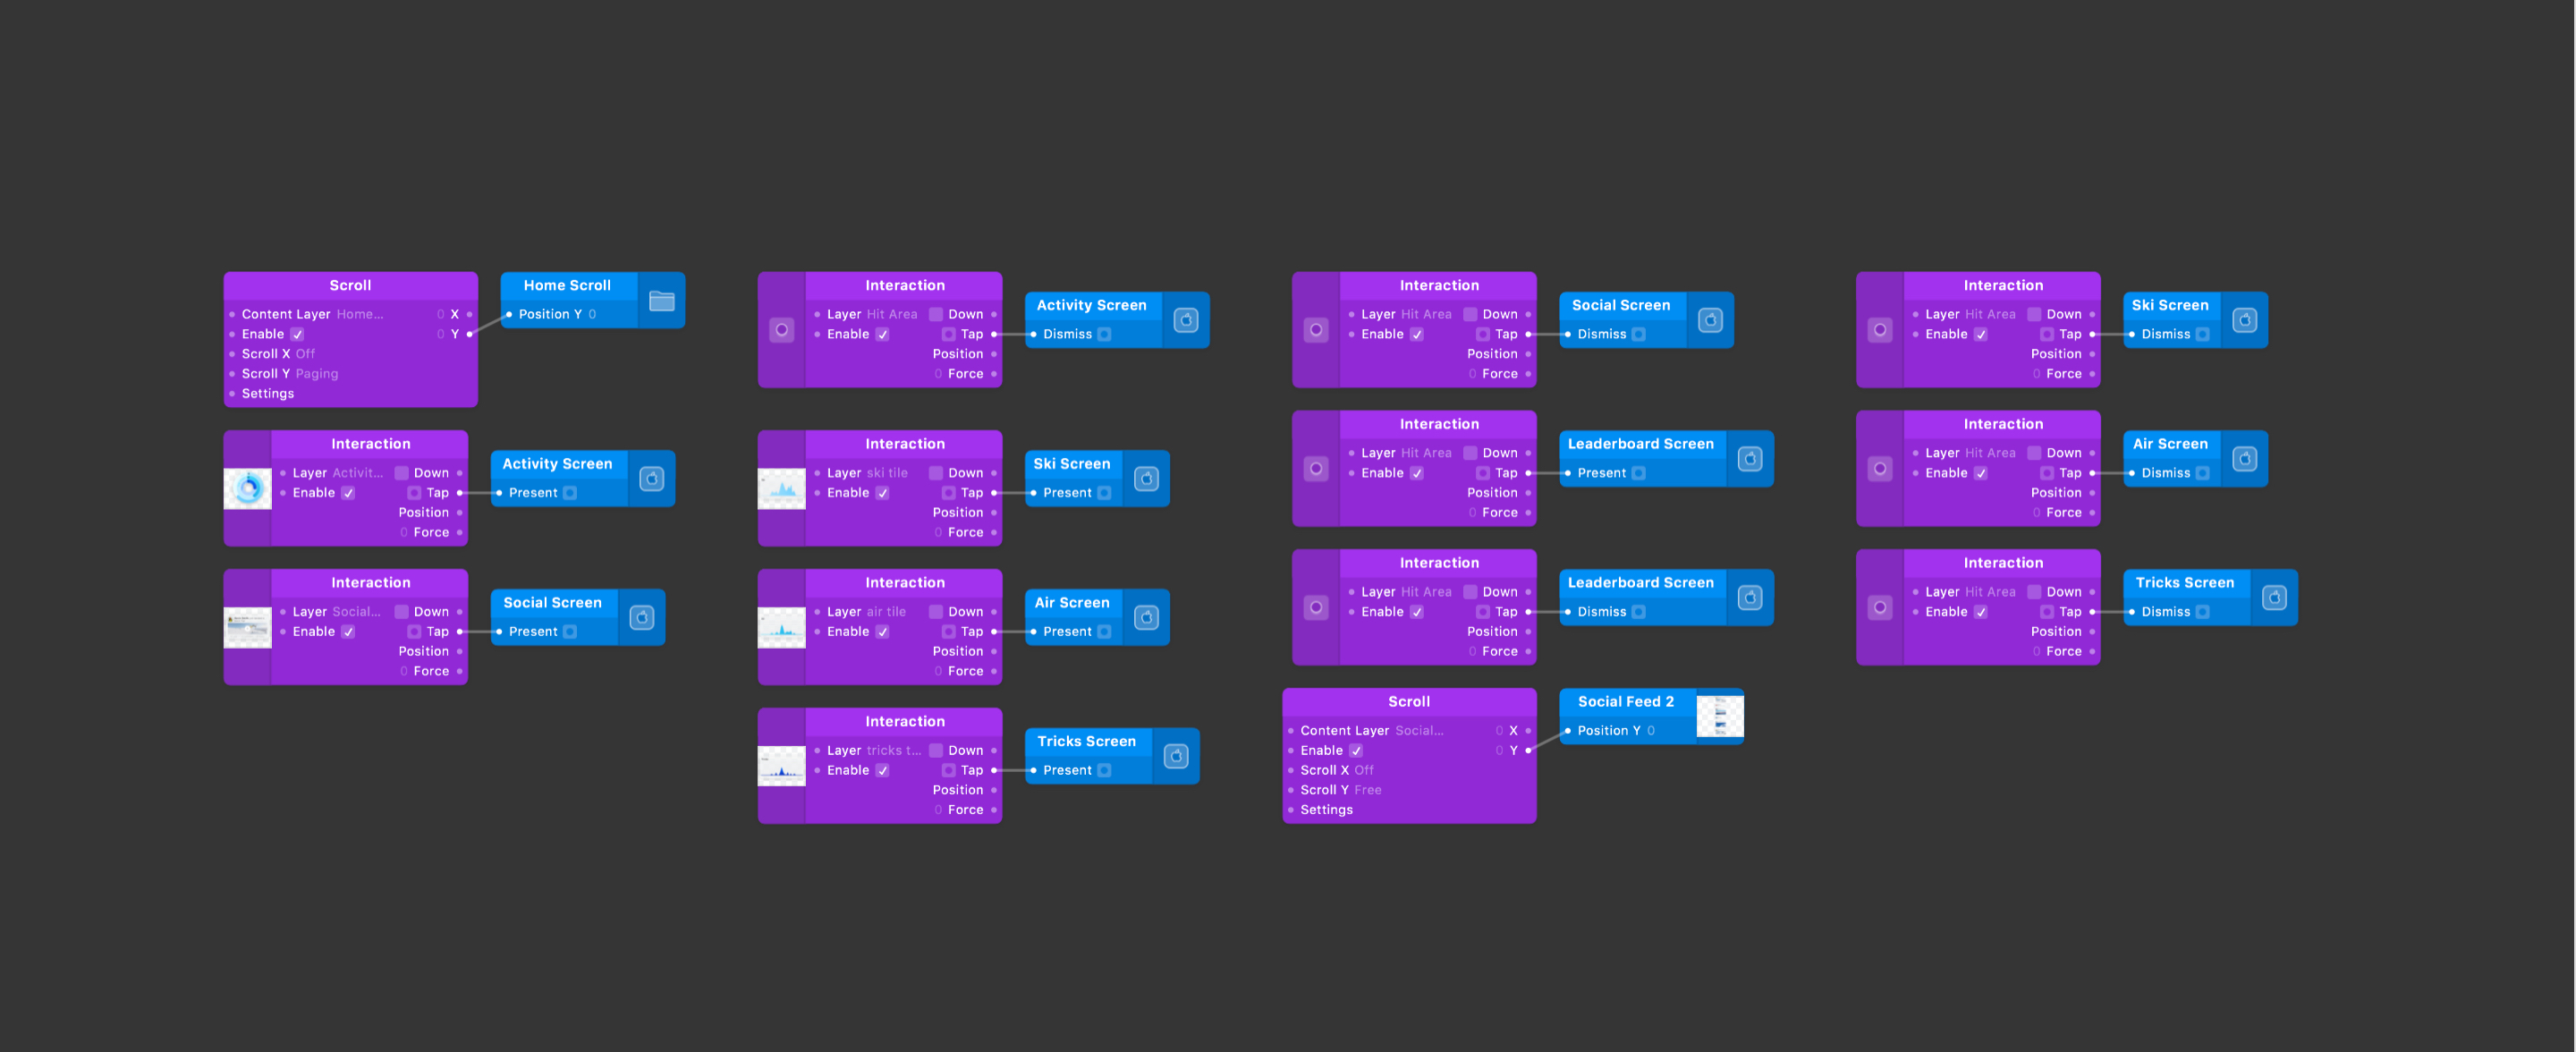 Scroll
Content Layer Home... 0 X
Enable 0 Y
Scroll X Off
Scroll Y Paging
Settings
Home Scroll
Position Y 0
Interaction
Layer Activit... Down
Enable Tap
Position
0 Force
Activity Screen
Present
Interaction
Layer Social... Down
Enable Tap
Position
0 Force
Social Screen
Present
Interaction
Layer Hit Area Down
Enable Tap
Position
0 Force
Activity Screen
Dismiss
Interaction
Layer ski tile Down
Enable Tap
Position
0 Force
Ski Screen
Present
Interaction
Layer air tile Down
Enable Tap
Position
0 Force
Air Screen
Present
Interaction
Layer tricks t... Down
Enable Tap
Position
0 Force
Tricks Screen
Present
Interaction
Layer Hit Area Down
Enable Tap
Position
0 Force
Social Screen
Dismiss
Interaction
Layer Hit Area Down
Enable Tap
Position
0 Force
Leaderboard Screen
Present
Interaction
Layer Hit Area Down
Enable Tap
Position
0 Force
Leaderboard Screen
Dismiss
Scroll
Content Layer Social... 0 X
Enable 0 Y
Scroll X Off
Scroll Y Free
Settings
Social Feed 2
Position Y 0
Interaction
Layer Hit Area Down
Enable Tap
Position
0 Force
Ski Screen
Dismiss
Interaction
Layer Hit Area Down
Enable Tap
Position
0 Force
Air Screen
Dismiss
Interaction
Layer Hit Area Down
Enable Tap
Position
0 Force
Tricks Screen
Dismiss